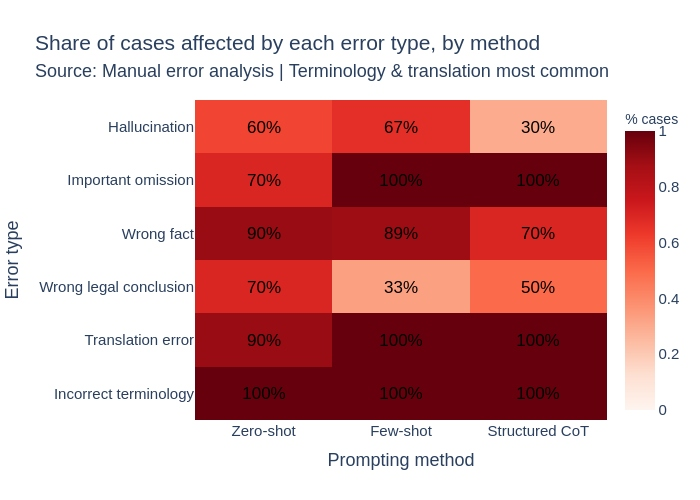 Share of cases affected by each error type, by method
Source: Manual error analysis | Terminology & translation most common
% cases
Hallucination 60% 67% 30%
Important omission 70% 100% 100%
Wrong fact 90% 89% 70%
Wrong legal conclusion 70% 33% 50%
Translation error 90% 100% 100%
Incorrect terminology 100% 100% 100%
Zero-shot Few-shot Structured CoT
Prompting method
Error type
1
0.8
0.6
0.4
0.2
0